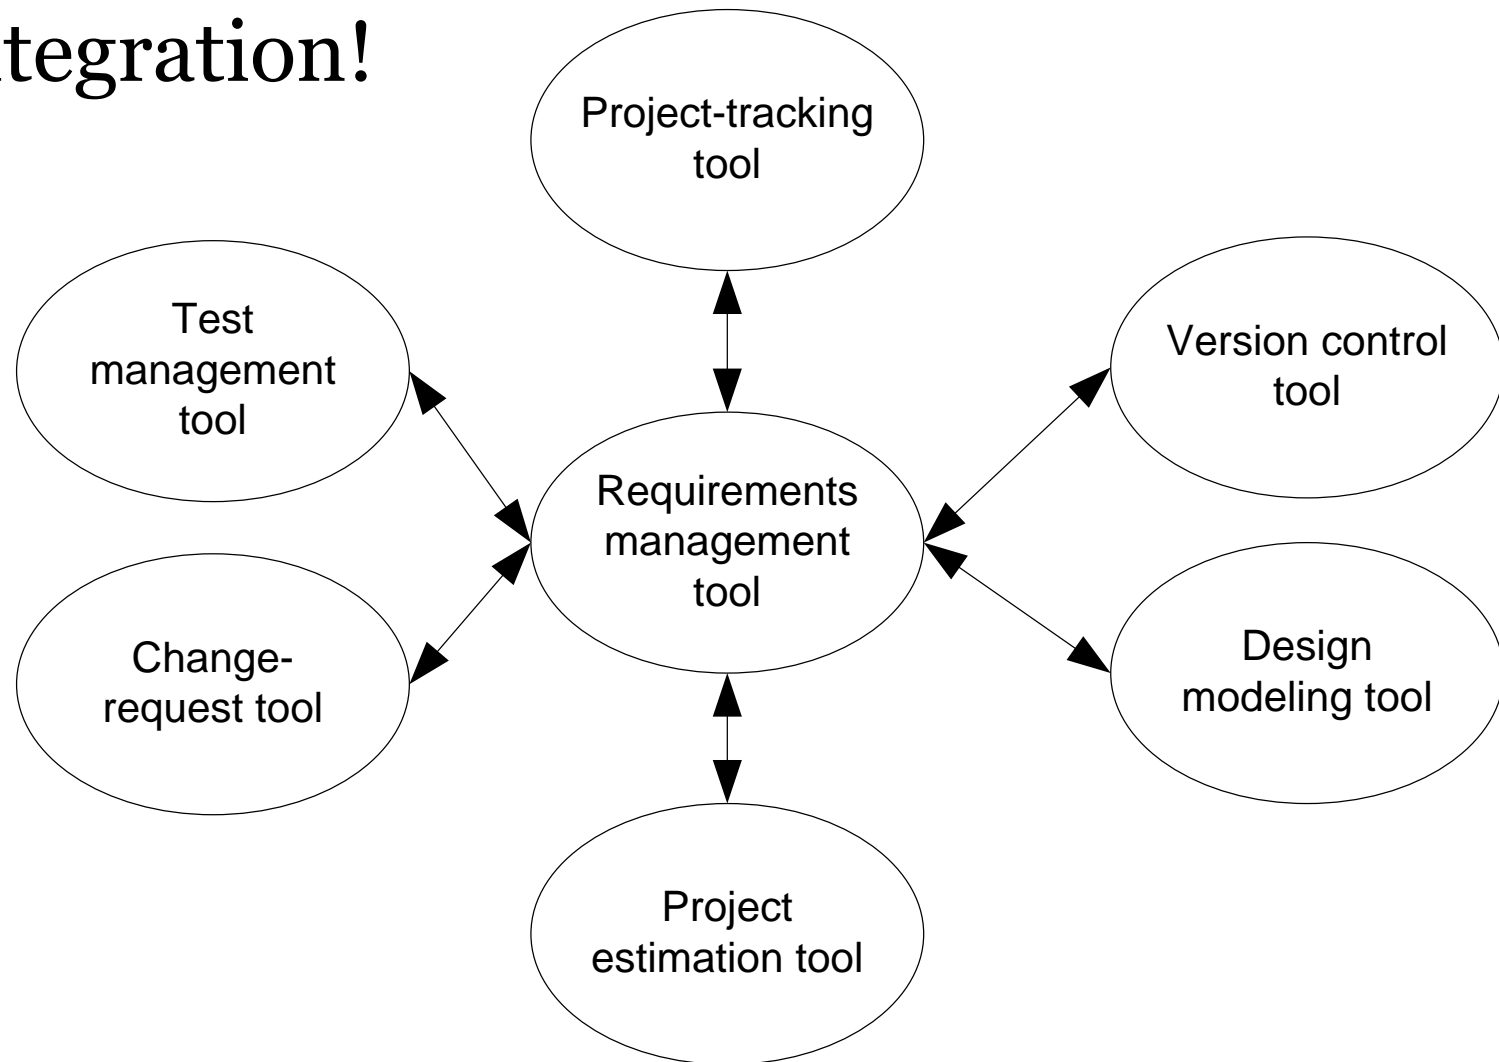 ntegration!
Project-tracking
tool
Test
management
tool
Version control
tool
Requirements
management
tool
Change-
request tool
Design
modeling tool
Project
estimation tool